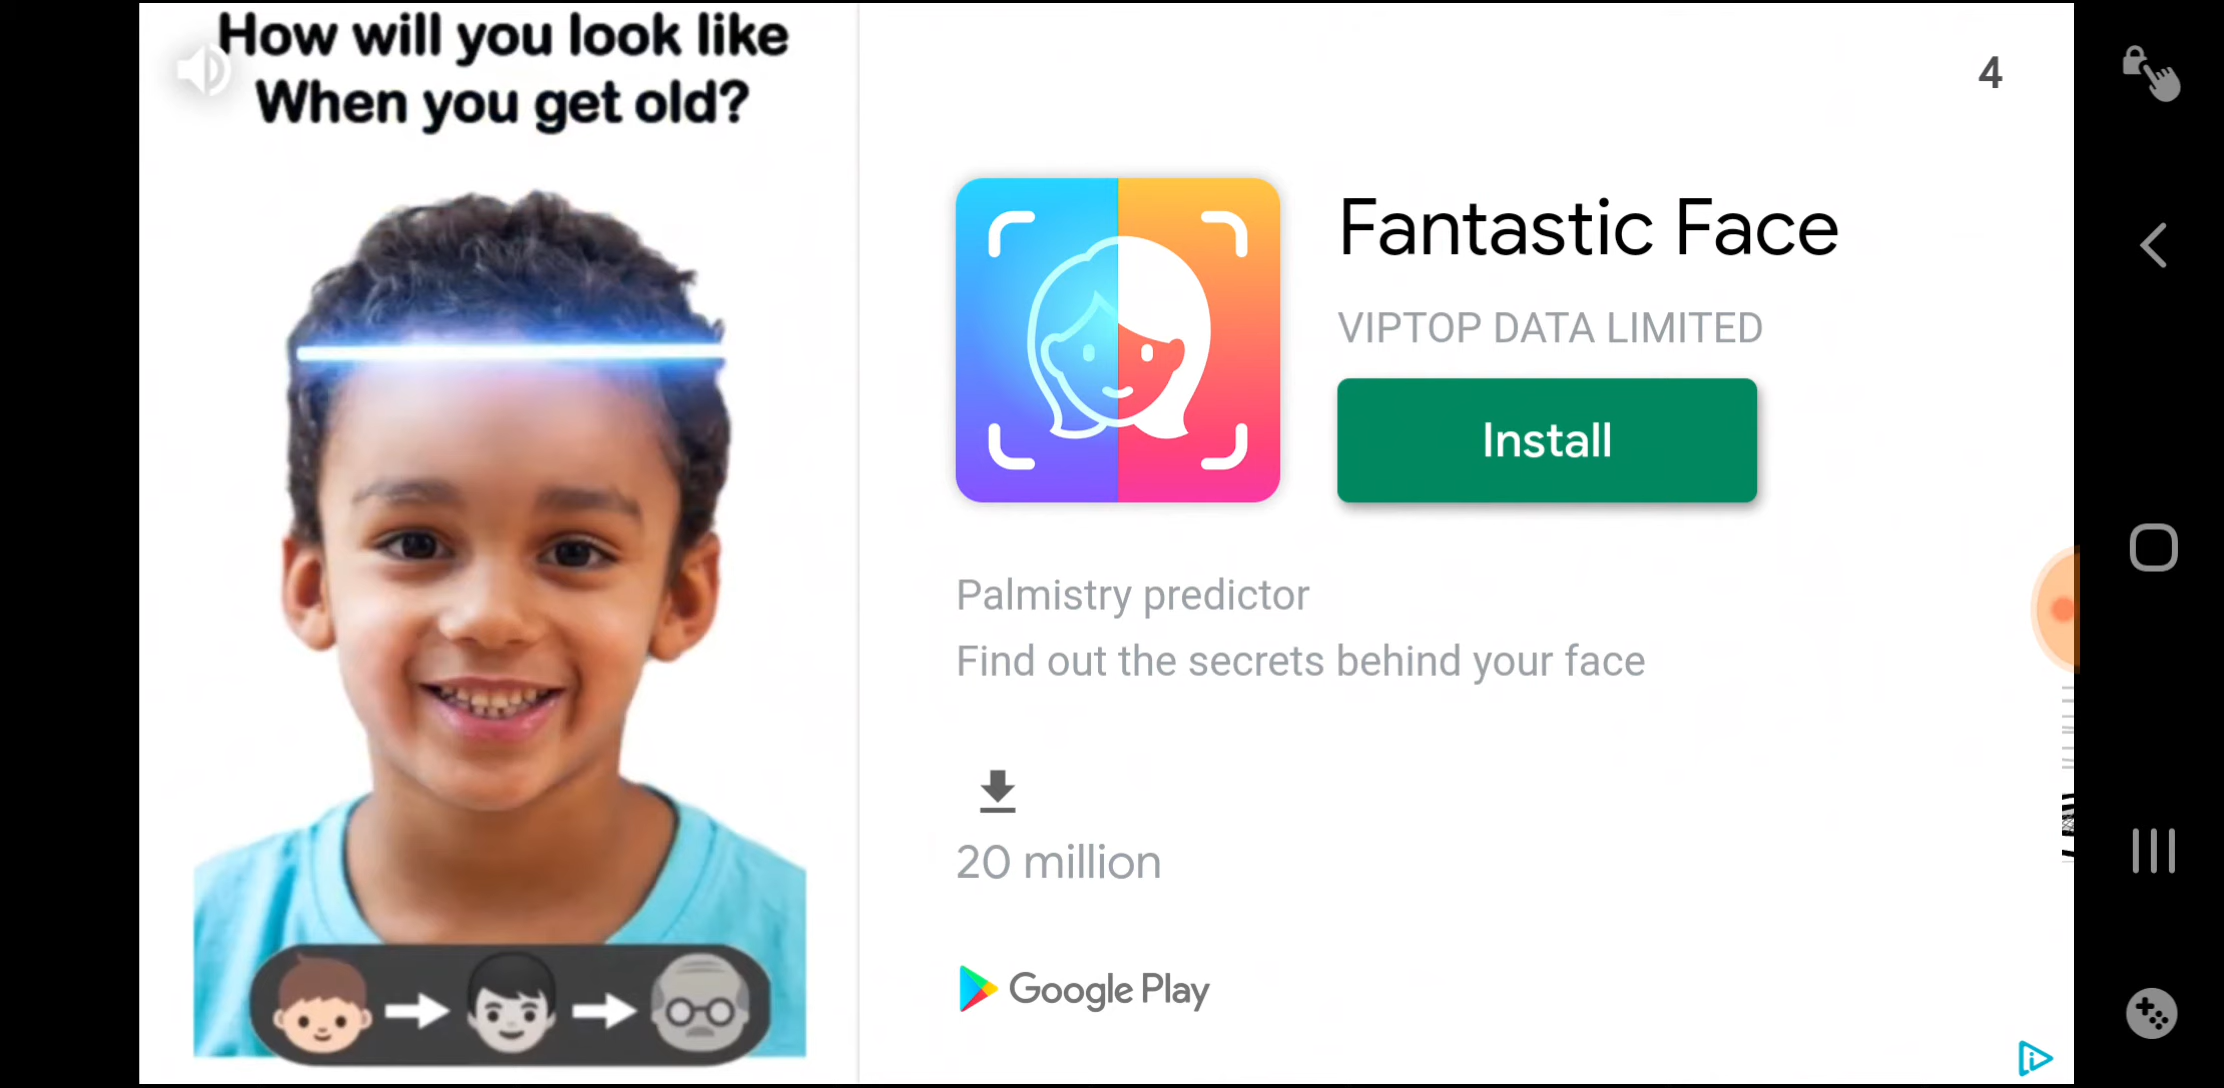 How will you look like
When you get old?
4
Fantastic Face
VIPTOP DATA LIMITED
Install
Palmistry predictor
Find out the secrets behind your face
20 million
Google Play